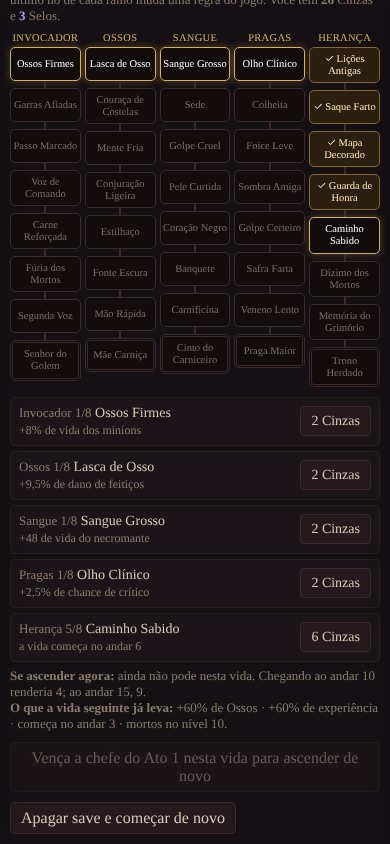 último nó de cada ramo muda uma regra do jogo. Você tem 20 Cinzas
e 3 Selos.
INVOCADOR OSSOS SANGUE PRAGAS HERANÇA
Ossos Firmes
Lasca de Osso
Sangue Grosso
Olho Clínico
✓ Lições
Antigas
Garras Afiadas
Couraça de
Costelas
Sede
Colheita
✓ Saque Farto
Passo Marcado
Mente Fria
Golpe Cruel
Foice Leve
✓ Mapa
Decorado
Voz de
Comando
Conjuração
Ligeira
Pele Curtida
Sombra Amiga
✓ Guarda de
Honra
Carne
Reforçada
Estilhaço
Coração Negro
Golpe Certeiro
Caminho
Sabido
Fúria dos
Mortos
Fonte Escura
Banquete
Safra Farta
Dízimo dos
Mortos
Segunda Voz
Mão Rápida
Carnificina
Veneno Lento
Memória do
Grimório
Senhor do
Golem
Mãe Carniça
Cinto do
Carniceiro
Praga Maior
Trono
Herdado
Invocador 1/8 Ossos Firmes
+8% de vida dos minions
2 Cinzas
Ossos 1/8 Lasca de Osso
+9,5% de dano de feitiços
2 Cinzas
Sangue 1/8 Sangue Grosso
+48 de vida do necromante
2 Cinzas
Pragas 1/8 Olho Clínico
+2,5% de chance de crítico
2 Cinzas
Herança 5/8 Caminho Sabido
a vida começa no andar 6
6 Cinzas
Se ascender agora: ainda não pode nesta vida. Chegando ao andar 10
renderia 4; ao andar 15, 9.
O que a vida seguinte já leva: +60% de Ossos · +60% de experiência
· começa no andar 3 · mortos no nível 10.
Vença a chefe do Ato 1 nesta vida para ascender de
novo
Apagar save e começar de novo